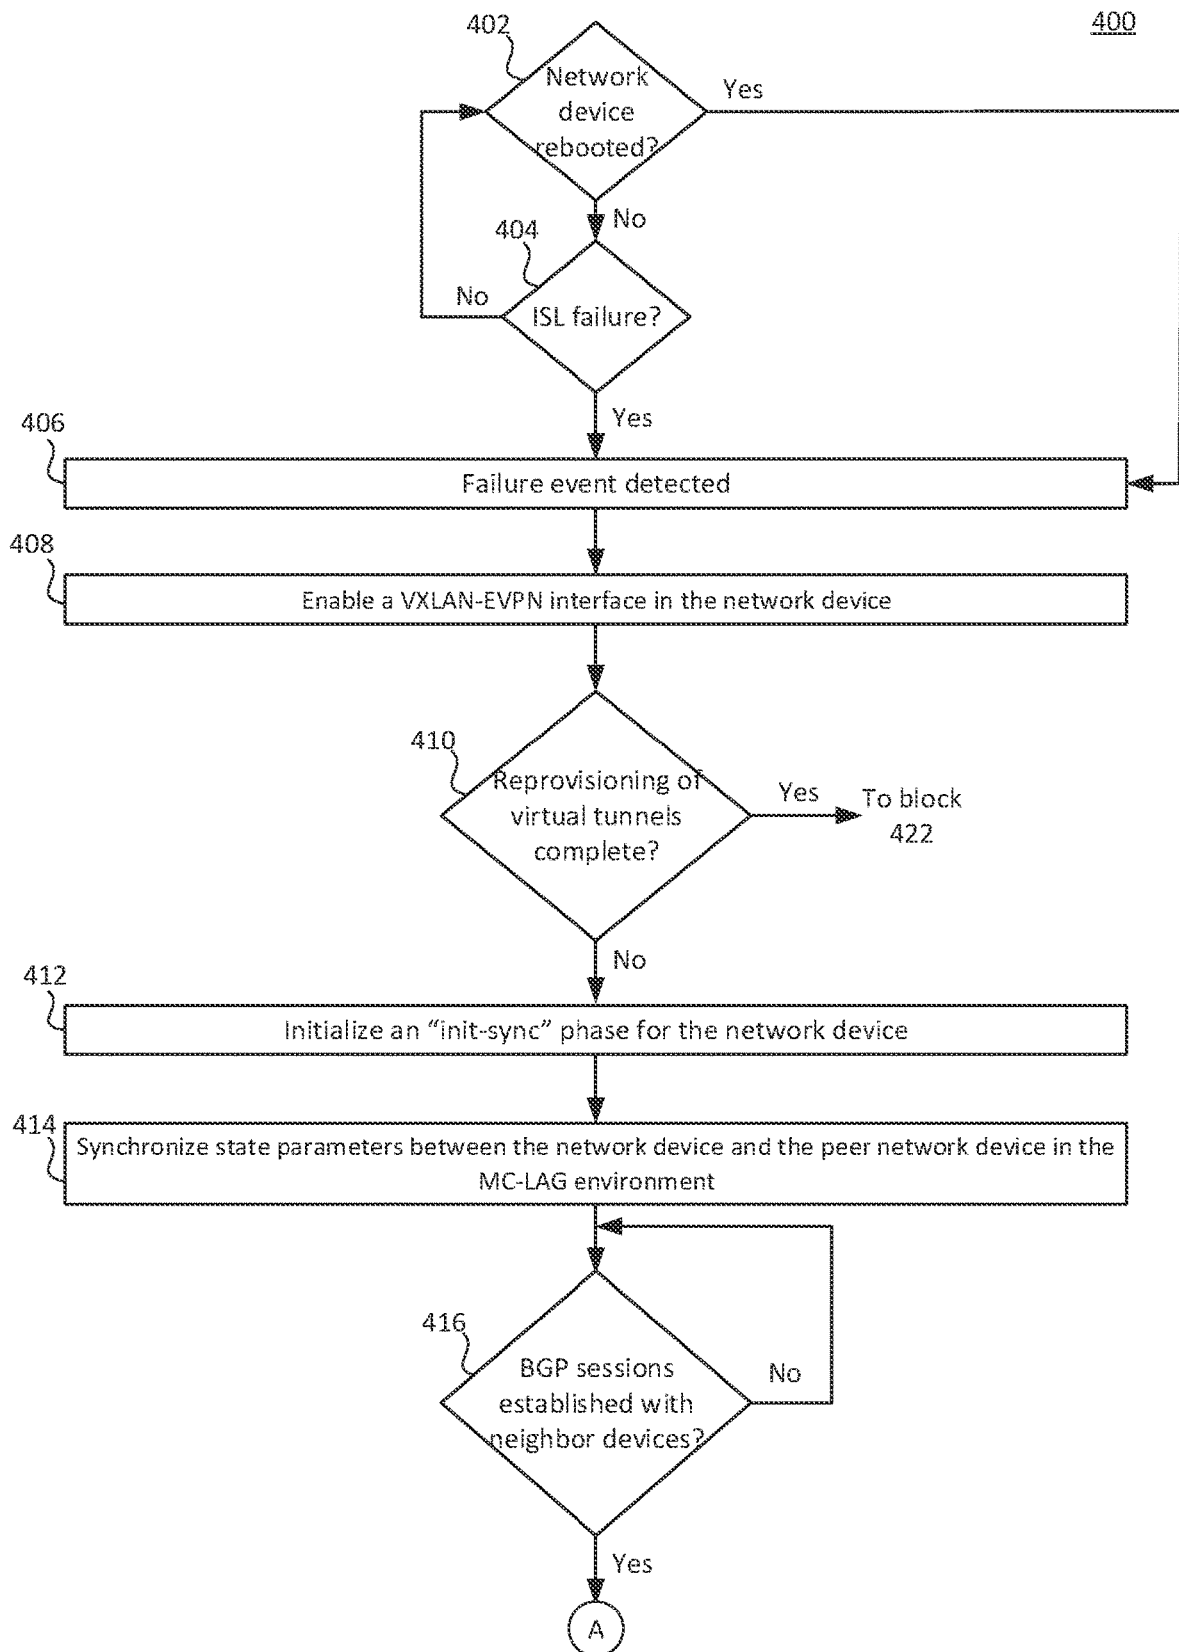 400
402
Network
device
rebooted?
Yes
No
404
ISL failure?
No
Yes
406
Failure event detected
408
Enable a VXLAN-EVPN interface in the network device
410
Reprovisioning of
virtual tunnels
complete?
Yes
To block
422
No
412
Initialize an “init-sync” phase for the network device
414
Synchronize state parameters between the network device and the peer network device in the
MC-LAG environment
416
BGP sessions
established with
neighbor devices?
No
Yes
A